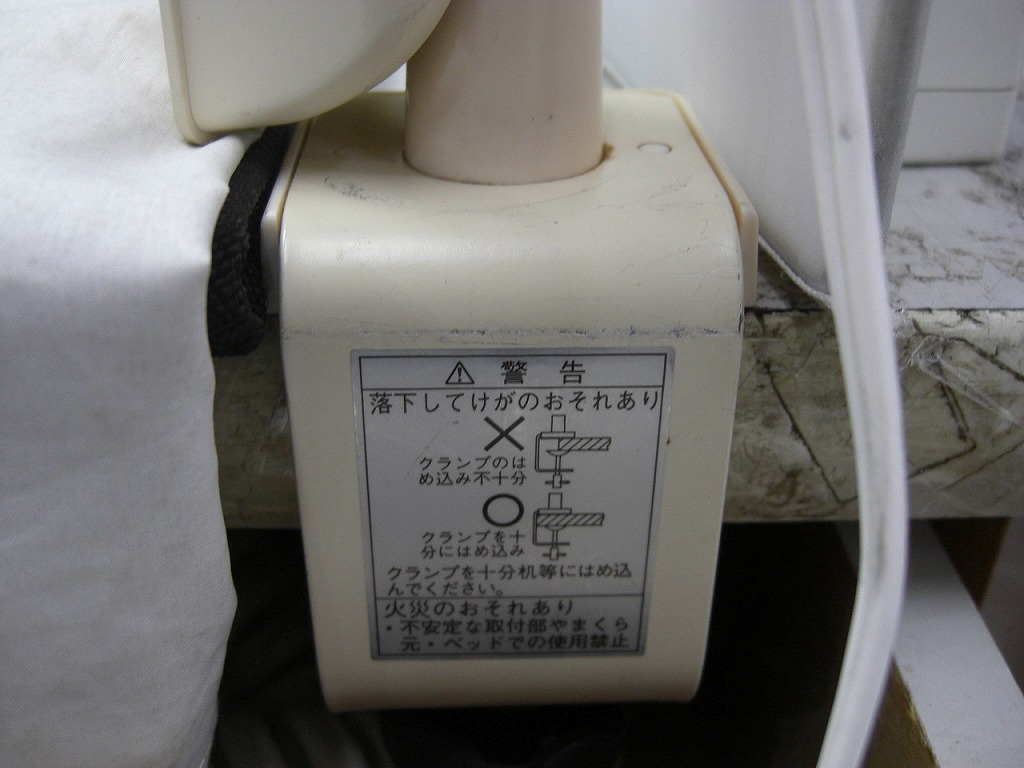 ⚠ 警告
落下してけがのおそれあり
クランプのは
め込み不十分
クランプを十
分にはめ込み
クランプを十分机等にはめ込
んでください。
火災のおそれあり
・不安定な取付部やまくら
元・ベッドでの使用禁止